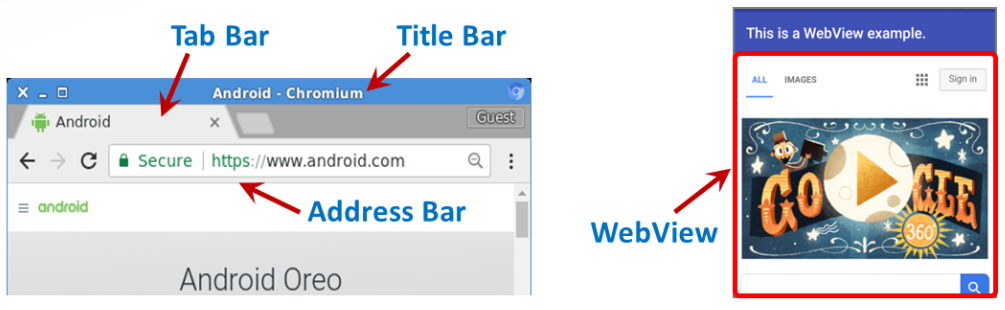 Tab Bar
Title Bar
Android - Chromium
Android
Guest
Secure
https://www.android.com
Address Bar
android
Android Oreo
This is a WebView example.
ALL
IMAGES
Sign in
GOOGLE
360°
WebView